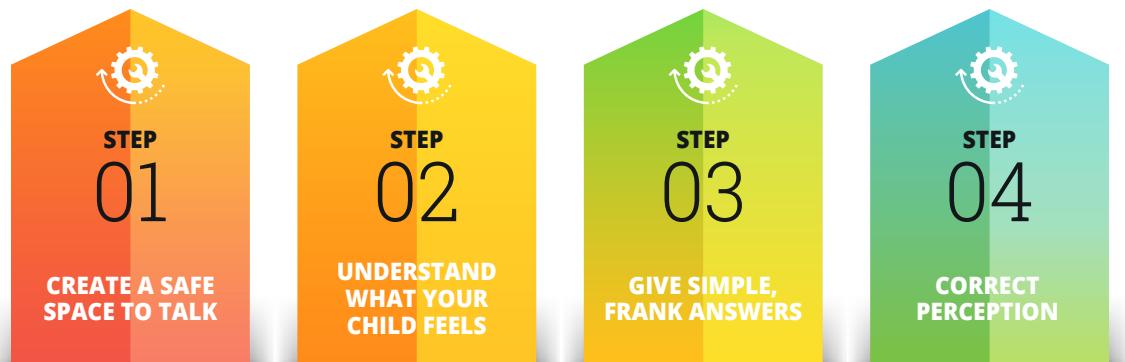 STEP
01
CREATE A SAFE
SPACE TO TALK
STEP
02
UNDERSTAND
WHAT YOUR
CHILD FEELS
STEP
03
GIVE SIMPLE,
FRANK ANSWERS
STEP
04
CORRECT
PERCEPTION